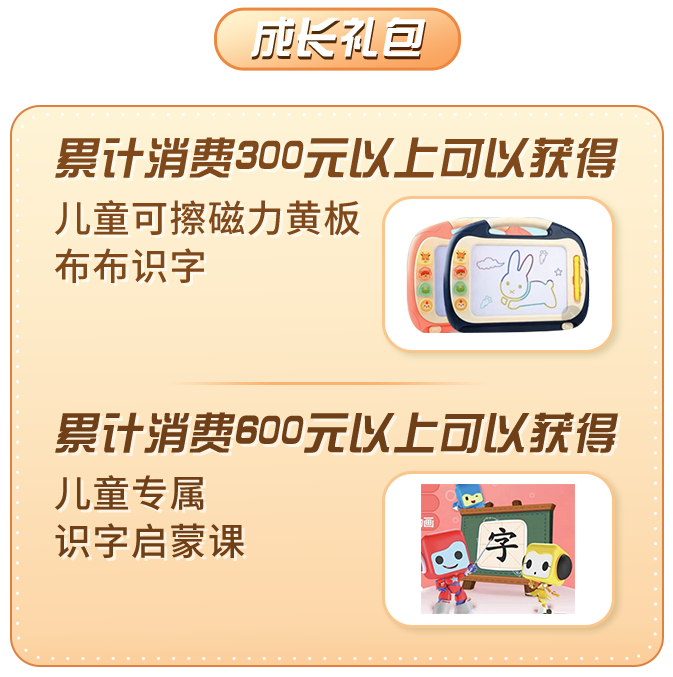 成长礼包
累计消费300元以上可以获得
儿童可擦磁力黄板
布布识字
累计消费600元以上可以获得
儿童专属
识字启蒙课
画
字